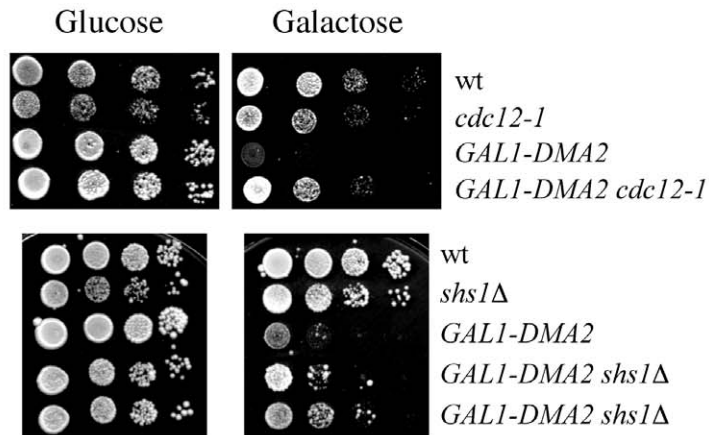 Glucose Galactose
wt
cdc12-1
GAL1-DMA2
GAL1-DMA2 cdc12-1
wt
shs1Δ
GAL1-DMA2
GAL1-DMA2 shs1Δ
GAL1-DMA2 shs1Δ